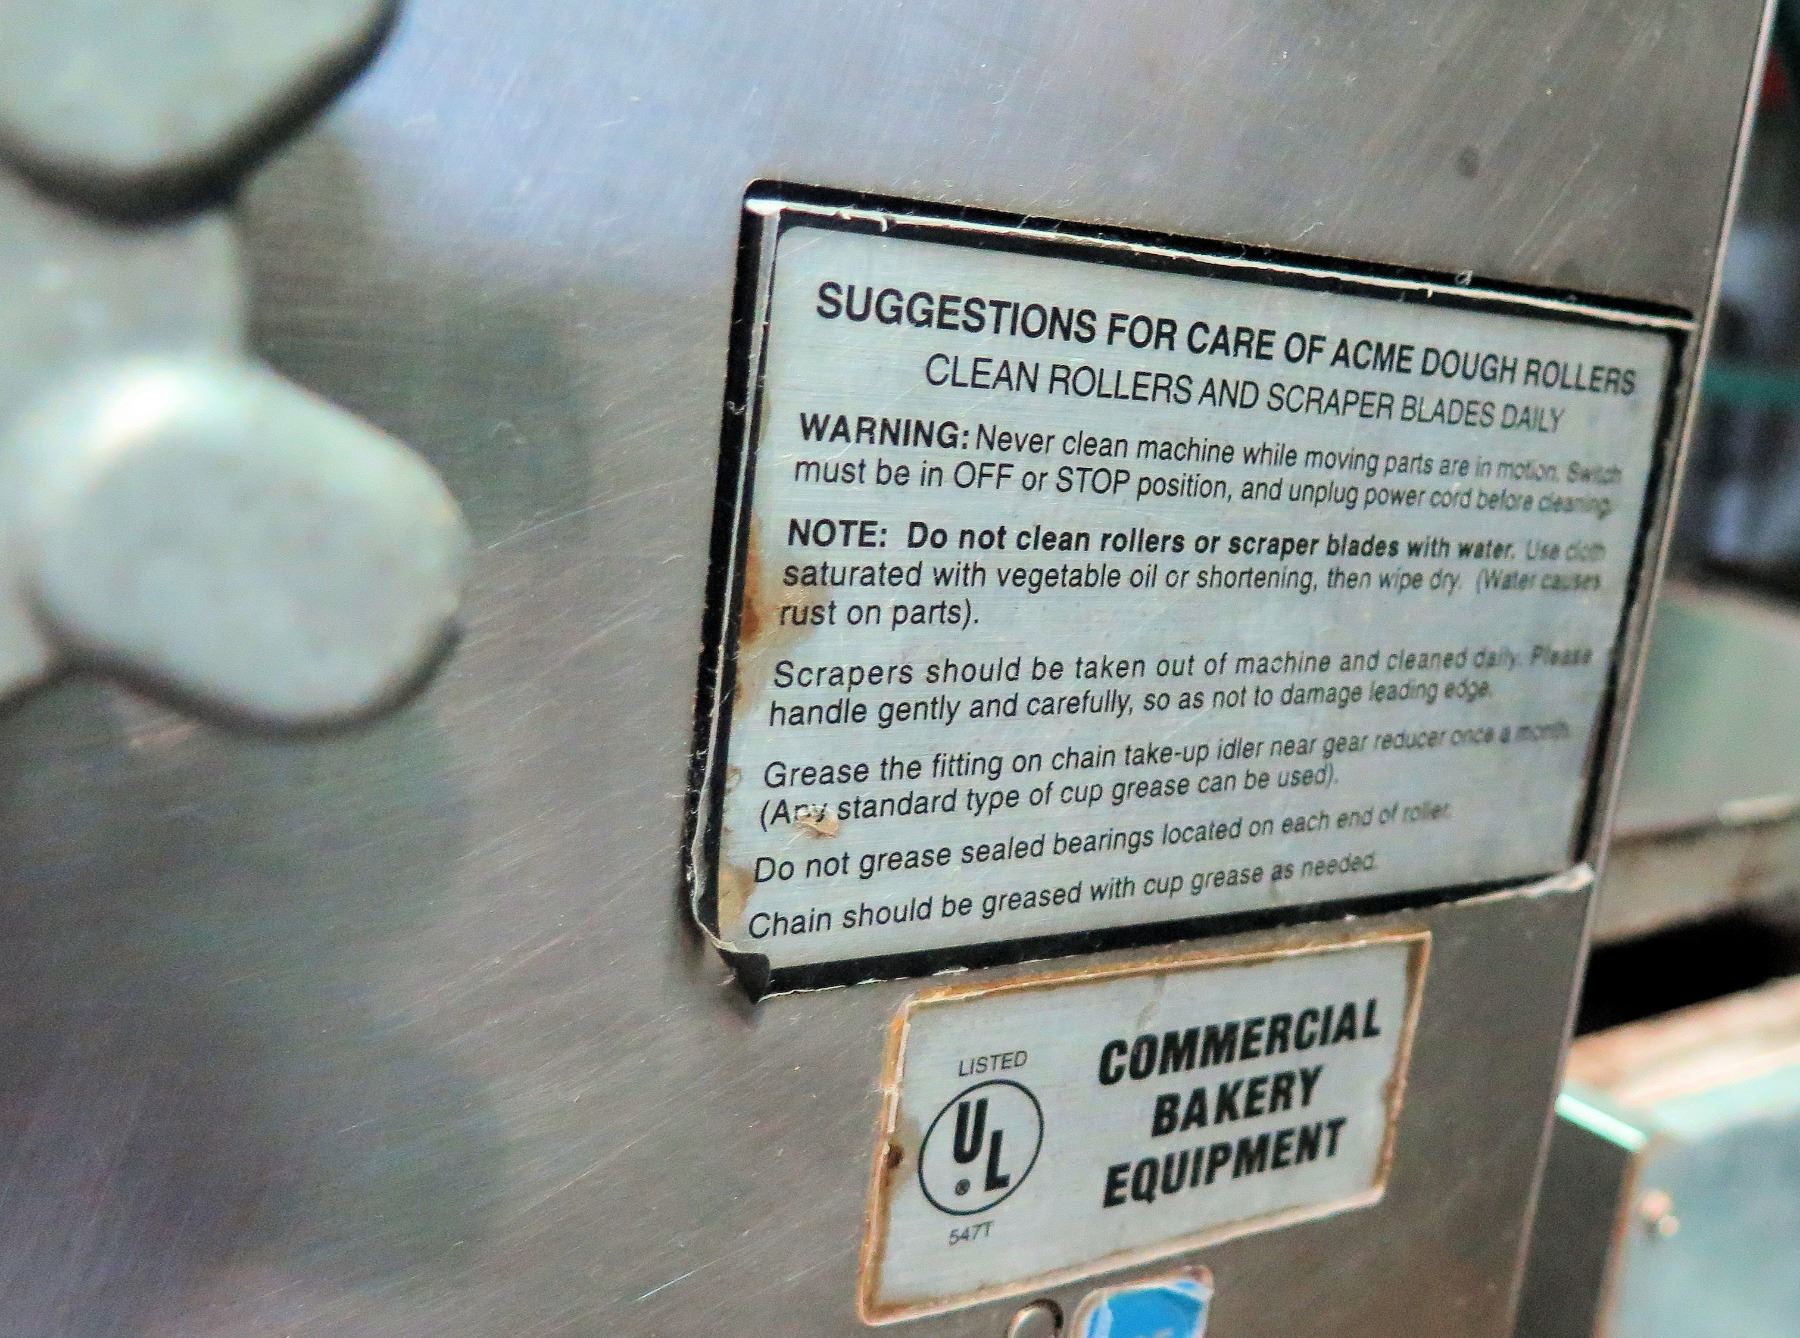 SUGGESTIONS FOR CARE OF ACME DOUGH ROLLERS
CLEAN ROLLERS AND SCRAPER BLADES DAILY
WARNING: Never clean machine while moving parts are in motion. Switch
must be in OFF or STOP position, and unplug power cord before cleaning.
NOTE: Do not clean rollers or scraper blades with water. Use cloth
saturated with vegetable oil or shortening, then wipe dry. (Water causes
rust on parts).
Scrapers should be taken out of machine and cleaned daily. Please
handle gently and carefully, so as not to damage leading edge.
Grease the fitting on chain take-up idler near gear reducer once a month.
(Any standard type of cup grease can be used).
Do not grease sealed bearings located on each end of roller.
Chain should be greased with cup grease as needed.
LISTED
UL
®
547T
COMMERCIAL
BAKERY
EQUIPMENT